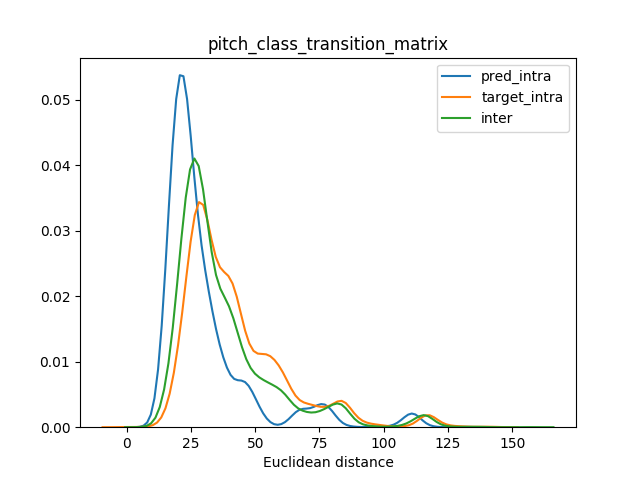 pitch_class_transition_matrix
pred_intra
target_intra
inter
0.05
0.04
0.03
0.02
0.01
0.00
0 25 50 75 100 125 150
Euclidean distance